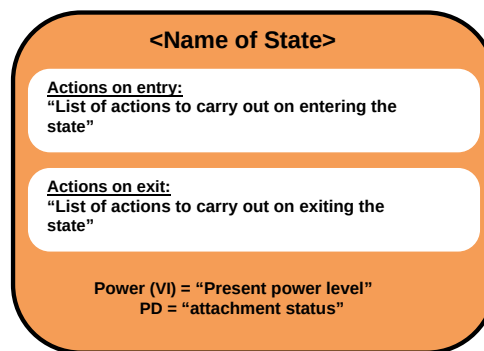 <Name of State>
Actions on entry:
“List of actions to carry out on entering the
state”
Actions on exit:
“List of actions to carry out on exiting the
state”
Power (VI) = “Present power level”
PD = “attachment status”